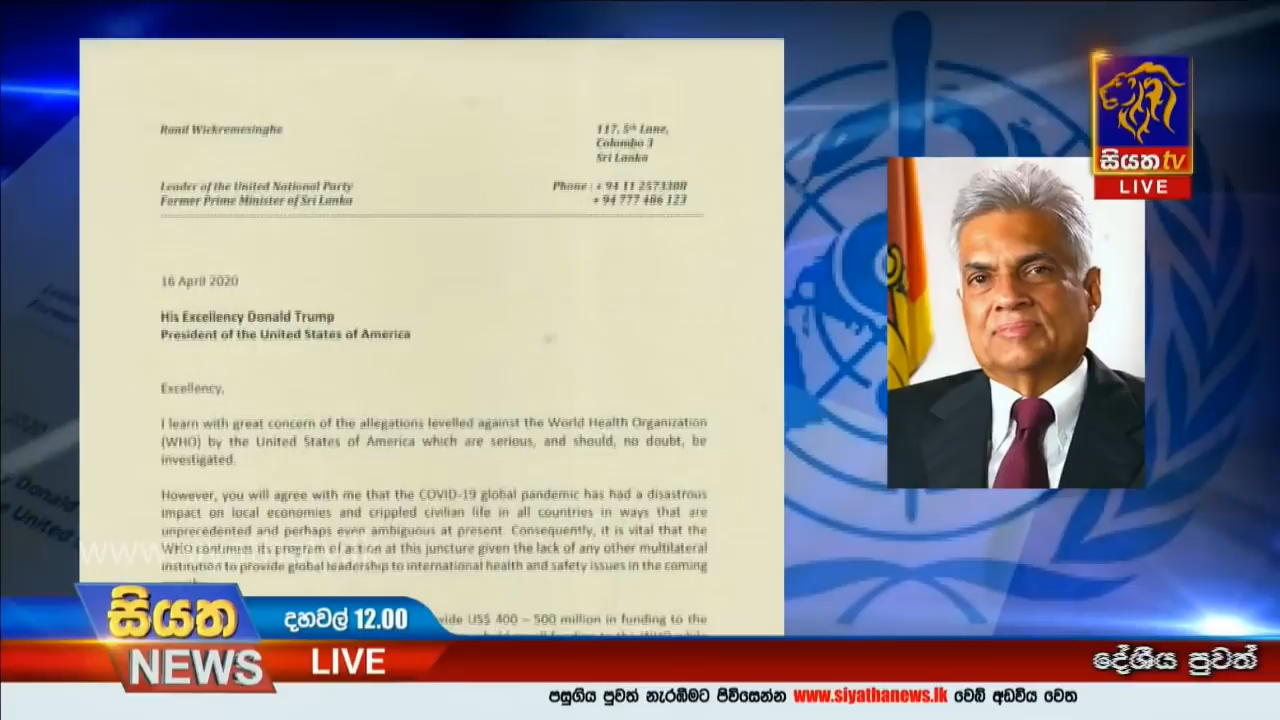 Ranil Wickremesinghe
117, 5th Lane,
Colombo 3
Sri Lanka
Leader of the United National Party
Former Prime Minister of Sri Lanka
Phone : + 94 11 2573300
+ 94 777 486 123
16 April 2020
His Excellency Donald Trump
President of the United States of America
Excellency,
I learn with great concern of the allegations levelled against the World Health Organization
(WHO) by the United States of America which are serious, and should, no doubt, be
investigated.
However, you will agree with me that the COVID-19 global pandemic has had a disastrous
impact on local economies and crippled civilian life in all countries in ways that are
unprecedented and perhaps even ambiguous at present. Consequently, it is vital that the
WHO continues its program of action at this juncture given the lack of any other multilateral
institution to provide global leadership to international health and safety issues in the coming
US$ 400 – 500 million in funding to the
සියත tv
LIVE
සියත
NEWS
දහවල් 12.00
LIVE
දේශීය පුවත්
පසුගිය පුවත් නැරඹීමට පිවිසෙන්න www.siyathanews.lk වෙබ් අඩවිය වෙත